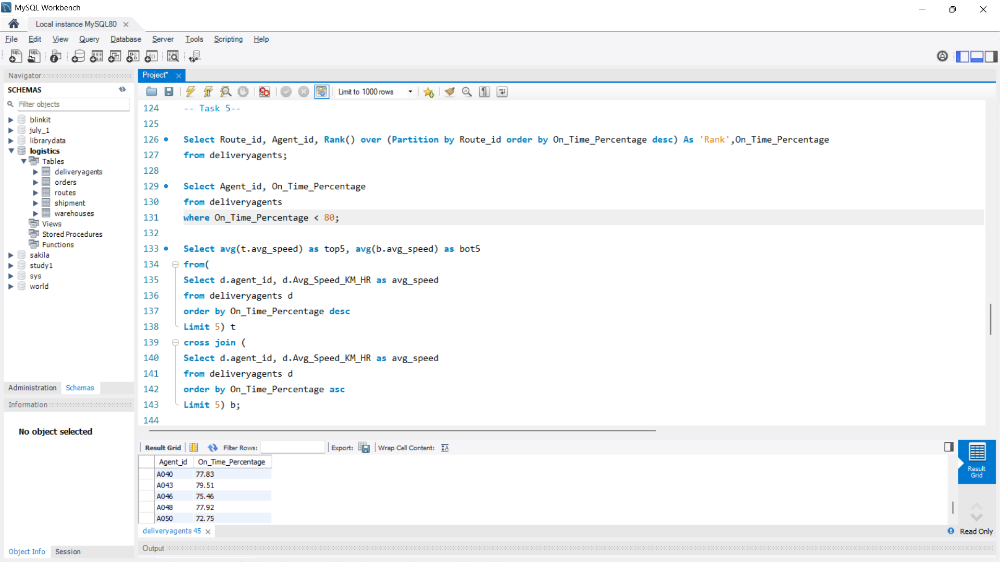 MySQL Workbench
Local instance MySQL80
File Edit View Query Database Server Tools Scripting Help
Navigator
SCHEMAS
Filter objects
blinkit
july_1
librarydata
logistics
Tables
deliveryagents
orders
routes
shipment
warehouses
Views
Stored Procedures
Functions
sakila
study1
sys
world
Administration Schemas
Information
No object selected
Object Info Session
Project*
Limit to 1000 rows
124 -- Task 5--
125
126 Select Route_id, Agent_id, Rank() over (Partition by Route_id order by On_Time_Percentage desc) As 'Rank',On_Time_Percentage
127 from deliveryagents;
128
129 Select Agent_id, On_Time_Percentage
130 from deliveryagents
131 where On_Time_Percentage < 80;
132
133 Select avg(t.avg_speed) as top5, avg(b.avg_speed) as bot5
134 from(
135 Select d.agent_id, d.Avg_Speed_KM_HR as avg_speed
136 from deliveryagents d
137 order by On_Time_Percentage desc
138 Limit 5) t
139 cross join (
140 Select d.agent_id, d.Avg_Speed_KM_HR as avg_speed
141 from deliveryagents d
142 order by On_Time_Percentage asc
143 Limit 5) b;
144
Result Grid Filter Rows: Export: Wrap Cell Content:
Agent_id On_Time_Percentage
A040 77.83
A043 79.51
A046 75.46
A048 77.92
A050 72.75
Result
Grid
deliveryagents 45
Read Only
Output